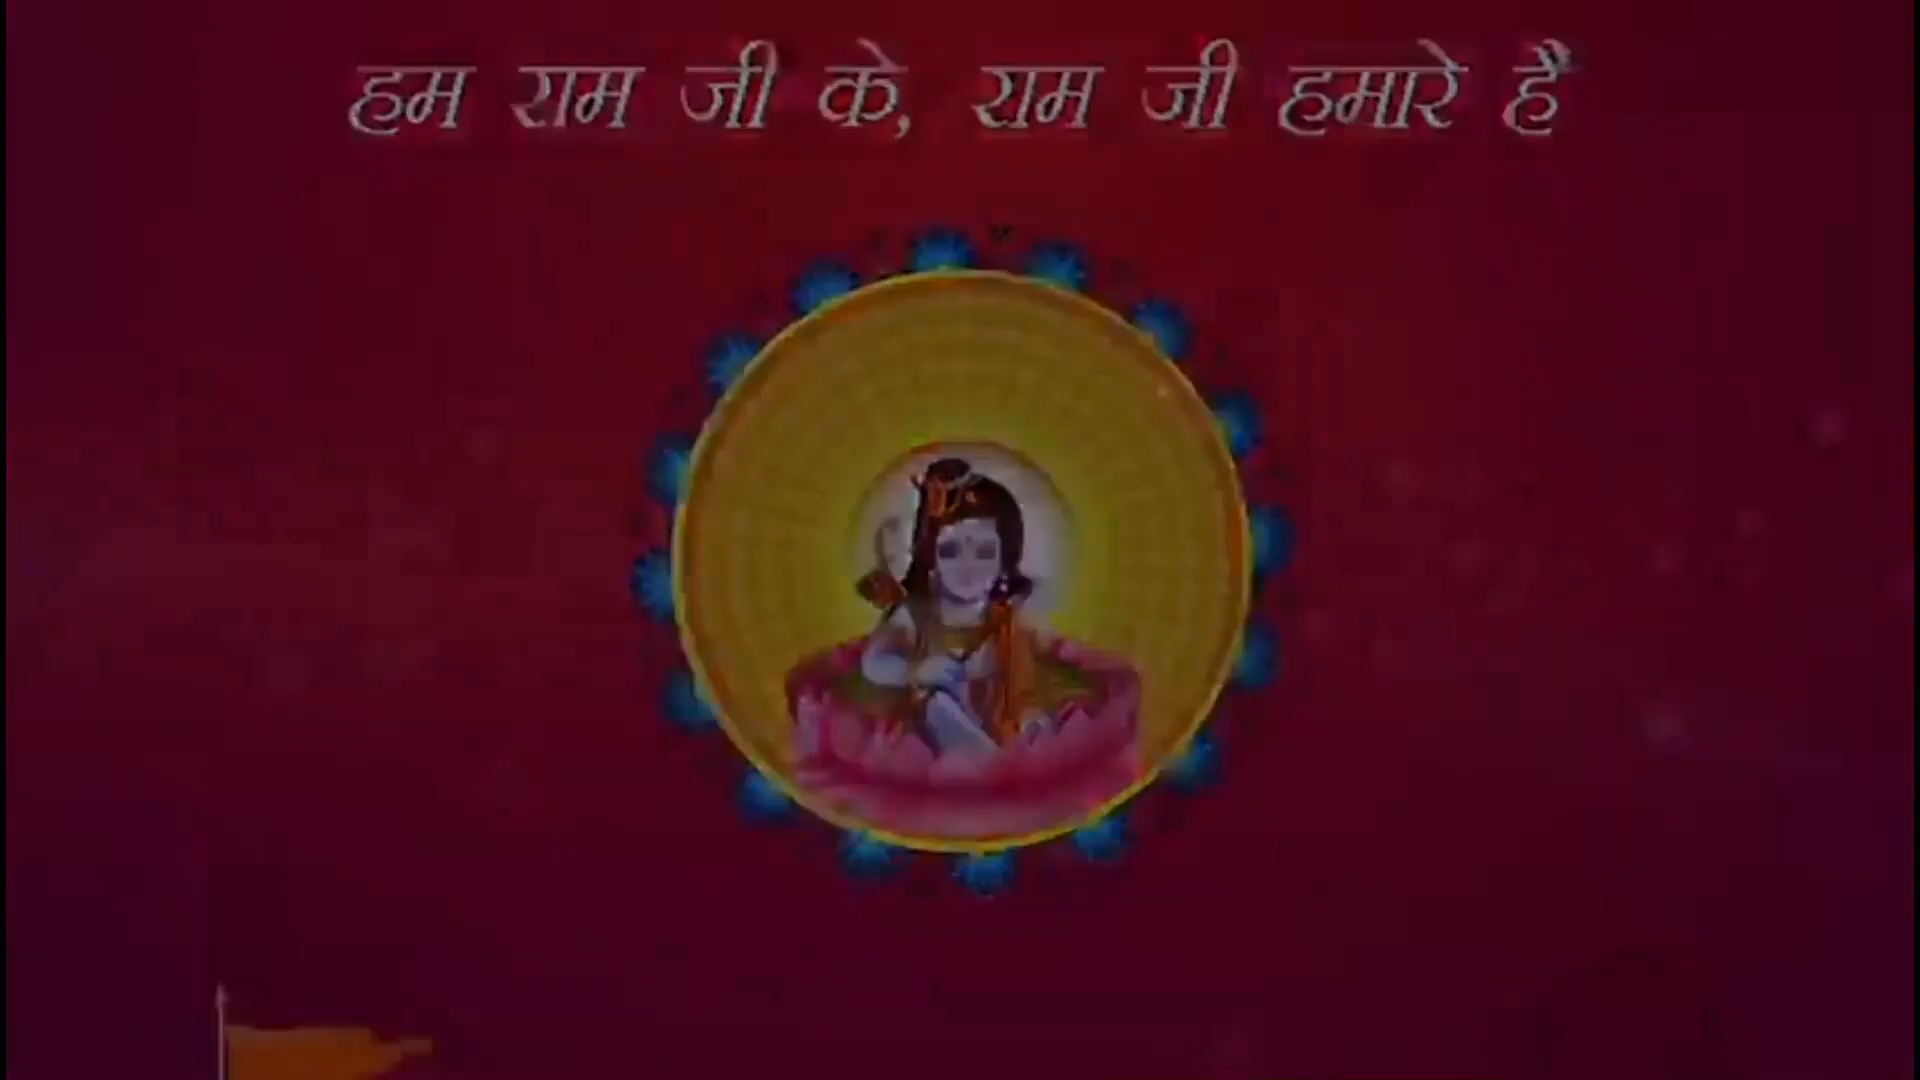 हम राम जी के, राम जी हमारे है